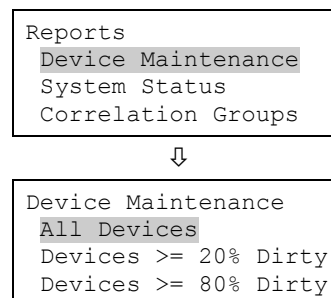 Reports
Device Maintenance
System Status
Correlation Groups
⇩
Device Maintenance
All Devices
Devices >= 20% Dirty
Devices >= 80% Dirty